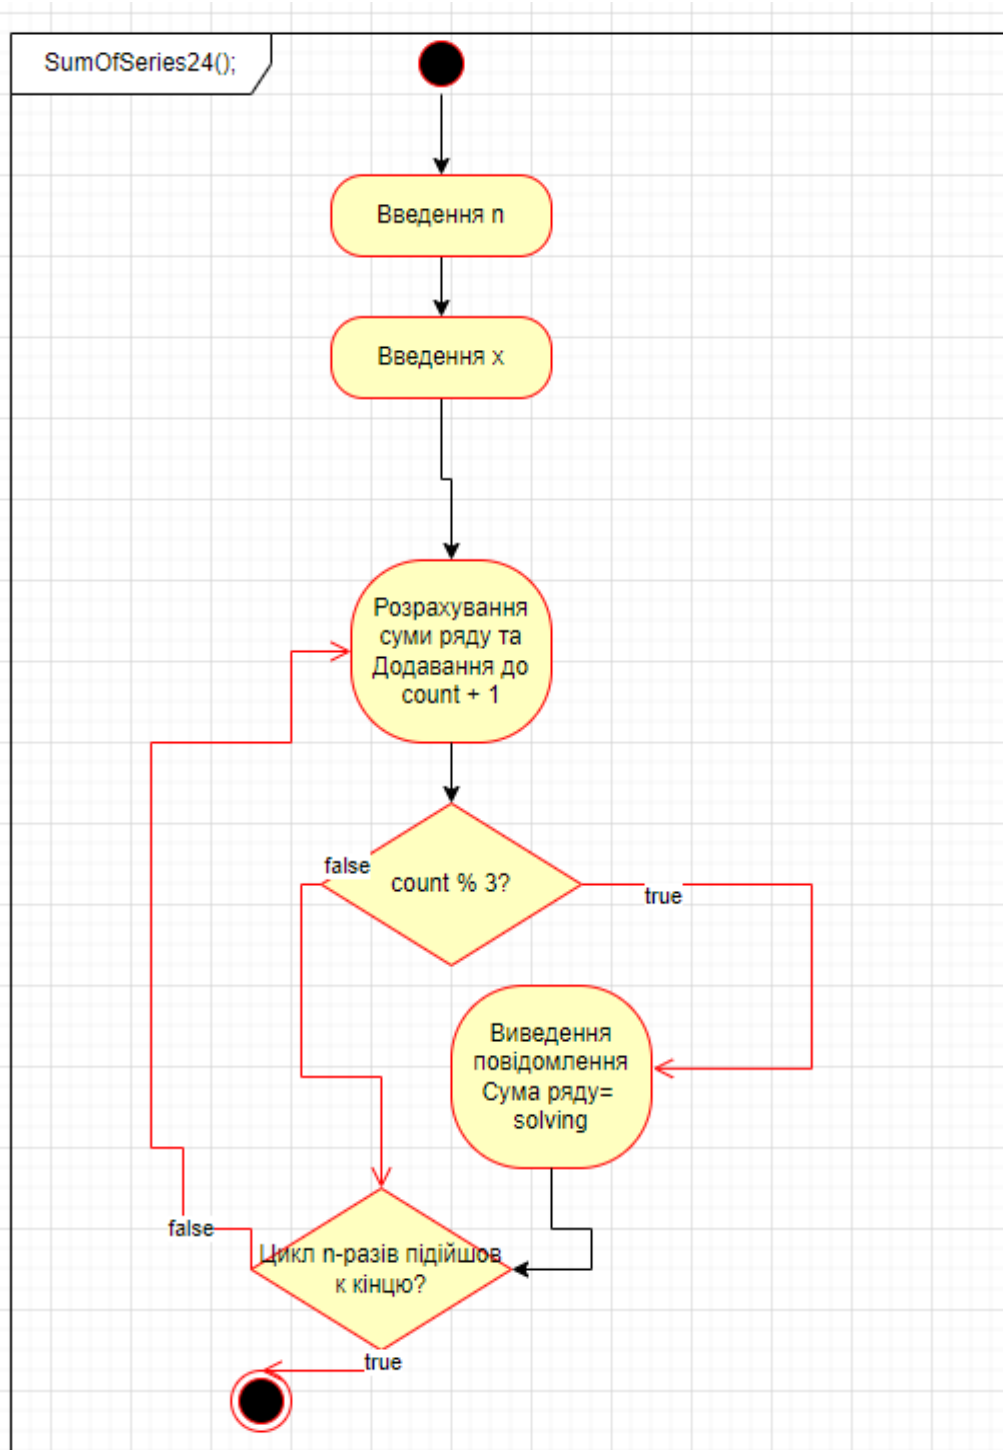 SumOfSeries24();
Введення n
Введення x
Розрахування
суми ряду та
Додавання до
count + 1
false
count % 3?
true
Виведення
повідомлення
Сума ряду=
solving
false
Цикл n-разів підійшов
к кінцю?
true